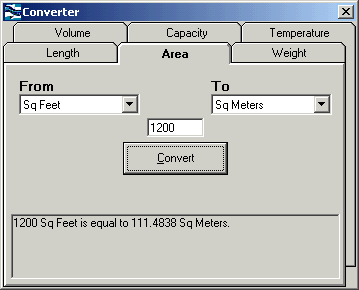 Converter
Volume Capacity Temperature
Length Area Weight
From To
Sq Feet Sq Meters
1200
Convert
1200 Sq Feet is equal to 111.4838 Sq Meters.